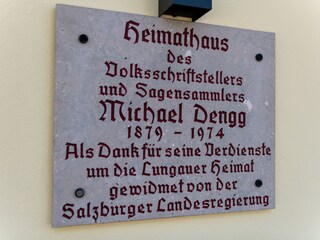 Heimathaus
des
Volksschriftstellers
und Sagensammlers
Michael Dengg
1879 - 1974
Als Dank für seine Verdienste
um die Lungauer Heimat
gewidmet von der
Salzburger Landesregierung